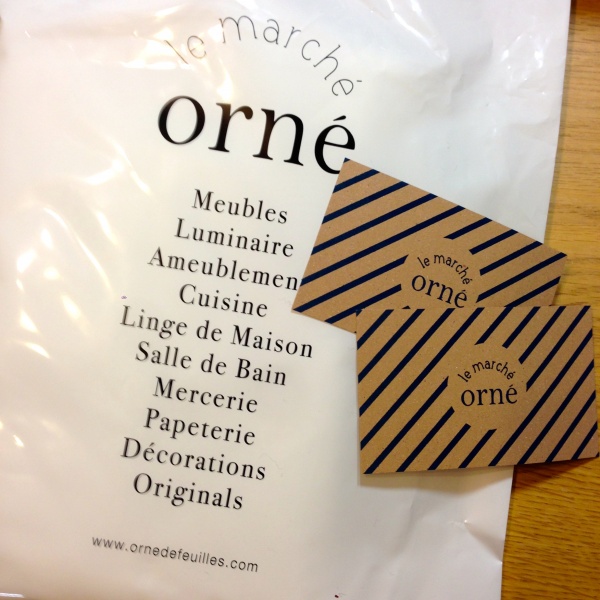 le marché
orné
Meubles
Luminaire
Ameublemen
Cuisine
Linge de Maison
Salle de Bain
Mercerie
Papeterie
Décorations
Originals
www.ornedefeuilles.com
le marché
orné
le marché
orné